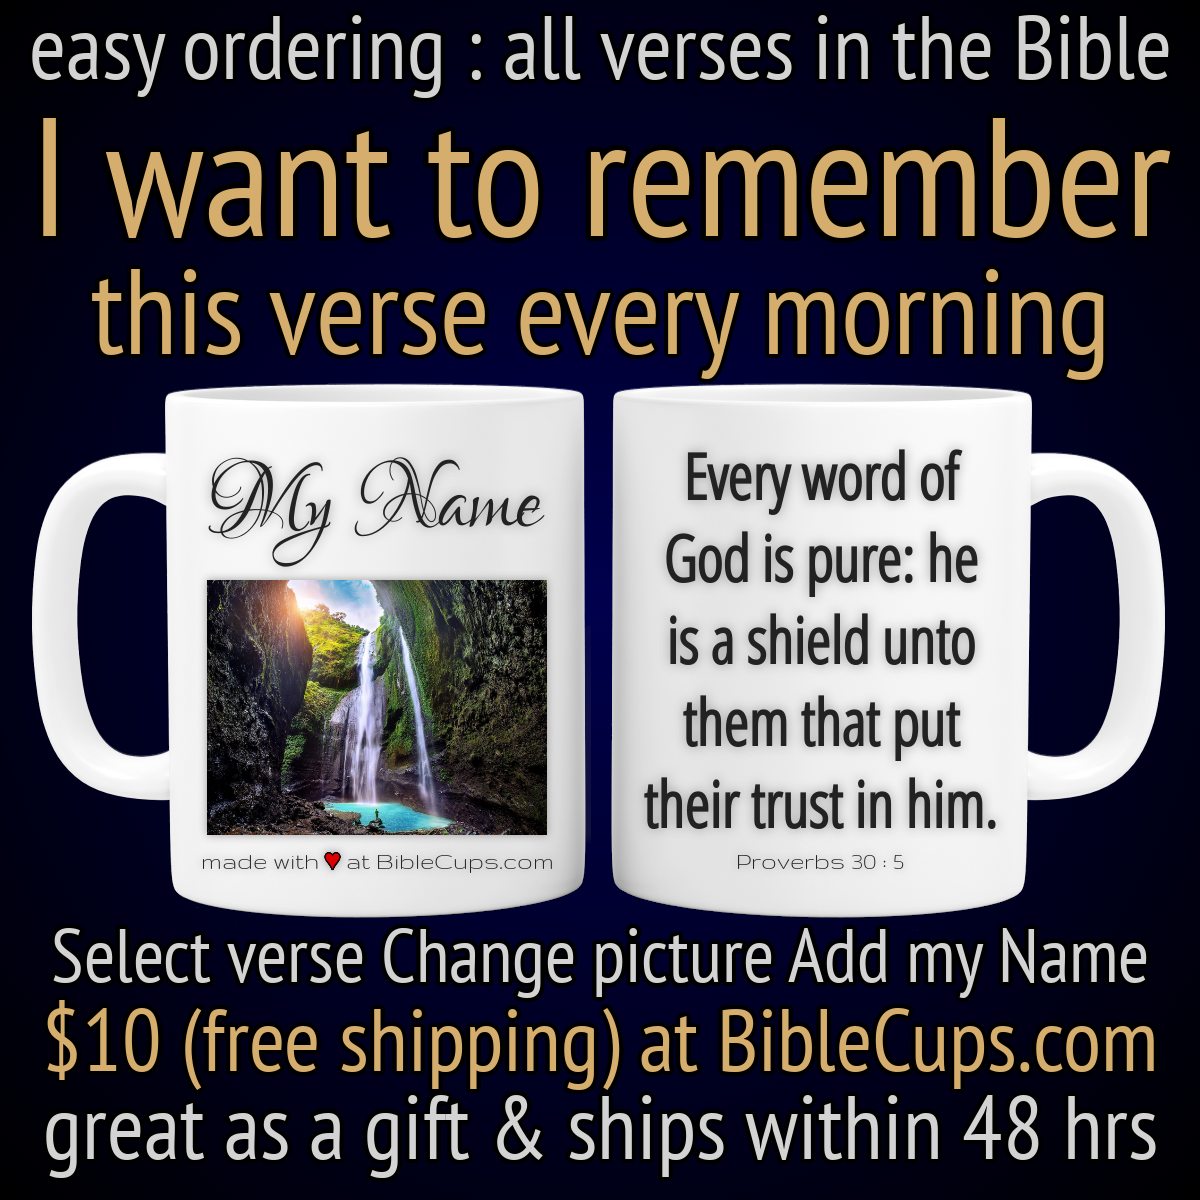 easy ordering : all verses in the Bible
I want to remember
this verse every morning
My Name
made with ♥ at BibleCups.com
Every word of
God is pure: he
is a shield unto
them that put
their trust in him.
Proverbs 30 : 5
Select verse Change picture Add my Name
$10 (free shipping) at BibleCups.com
great as a gift & ships within 48 hrs